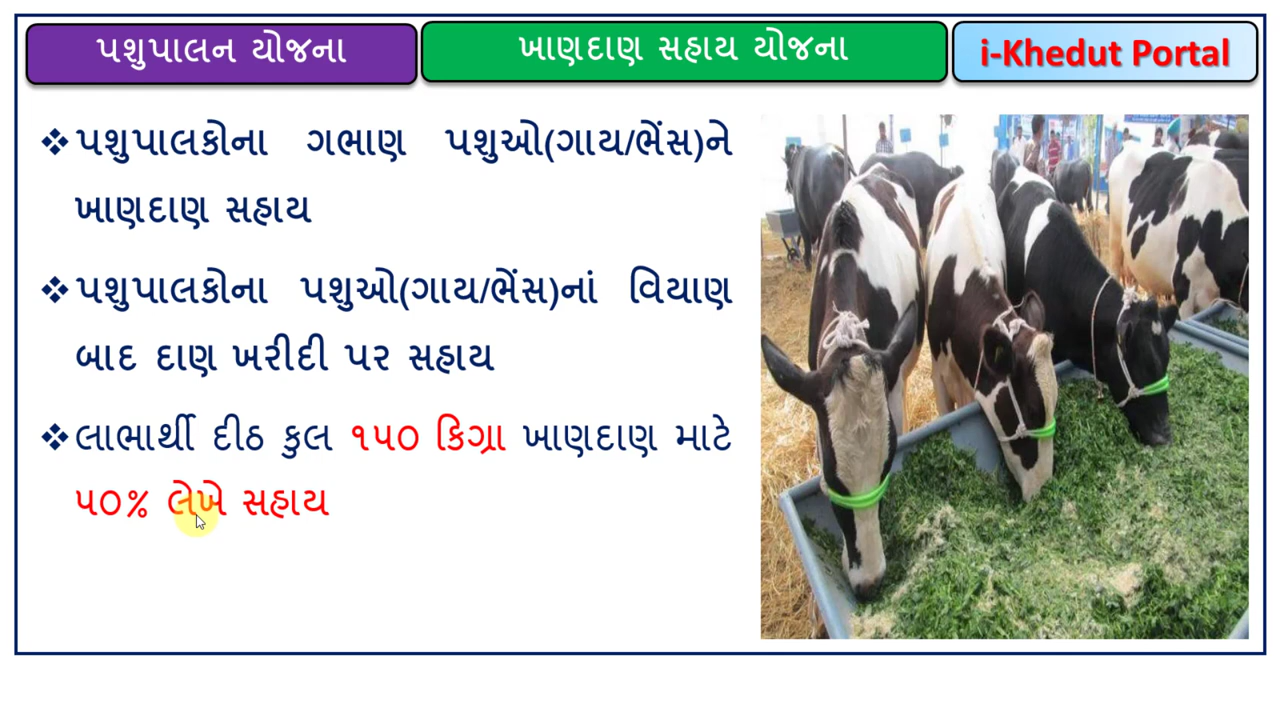 પશુપાલન યોજના
ખાણદાણ સહાય યોજના
i-Khedut Portal
❖પશુપાલકોના ગભાણ પશુઓ(ગાય/ભેંસ)ને
ખાણદાણ સહાય
❖પશુપાલકોના પશુઓ(ગાય/ભેંસ)નાં વિયાણ
બાદ દાણ ખરીદી પર સહાય
❖લાભાર્થી દીઠ કુલ ૧૫૦ કિગ્રા ખાણદાણ માટે
૫૦% લેખે સહાય